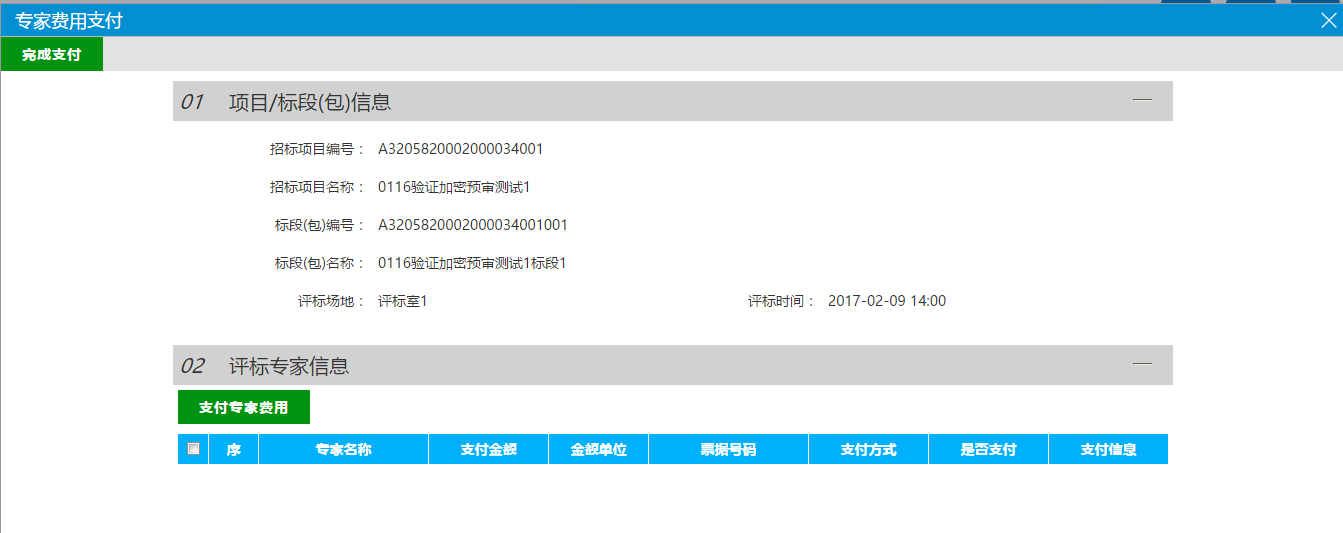 专家费用支付
完成支付
01 项目/标段(包)信息
招标项目编号： A3205820002000034001
招标项目名称： 0116验证加密预审测试1
标段(包)编号： A3205820002000034001001
标段(包)名称： 0116验证加密预审测试1标段1
评标场地： 评标室1 评标时间： 2017-02-09 14:00
02 评标专家信息
支付专家费用
序 专家名称 支付金额 金额单位 票据号码 支付方式 是否支付 支付信息